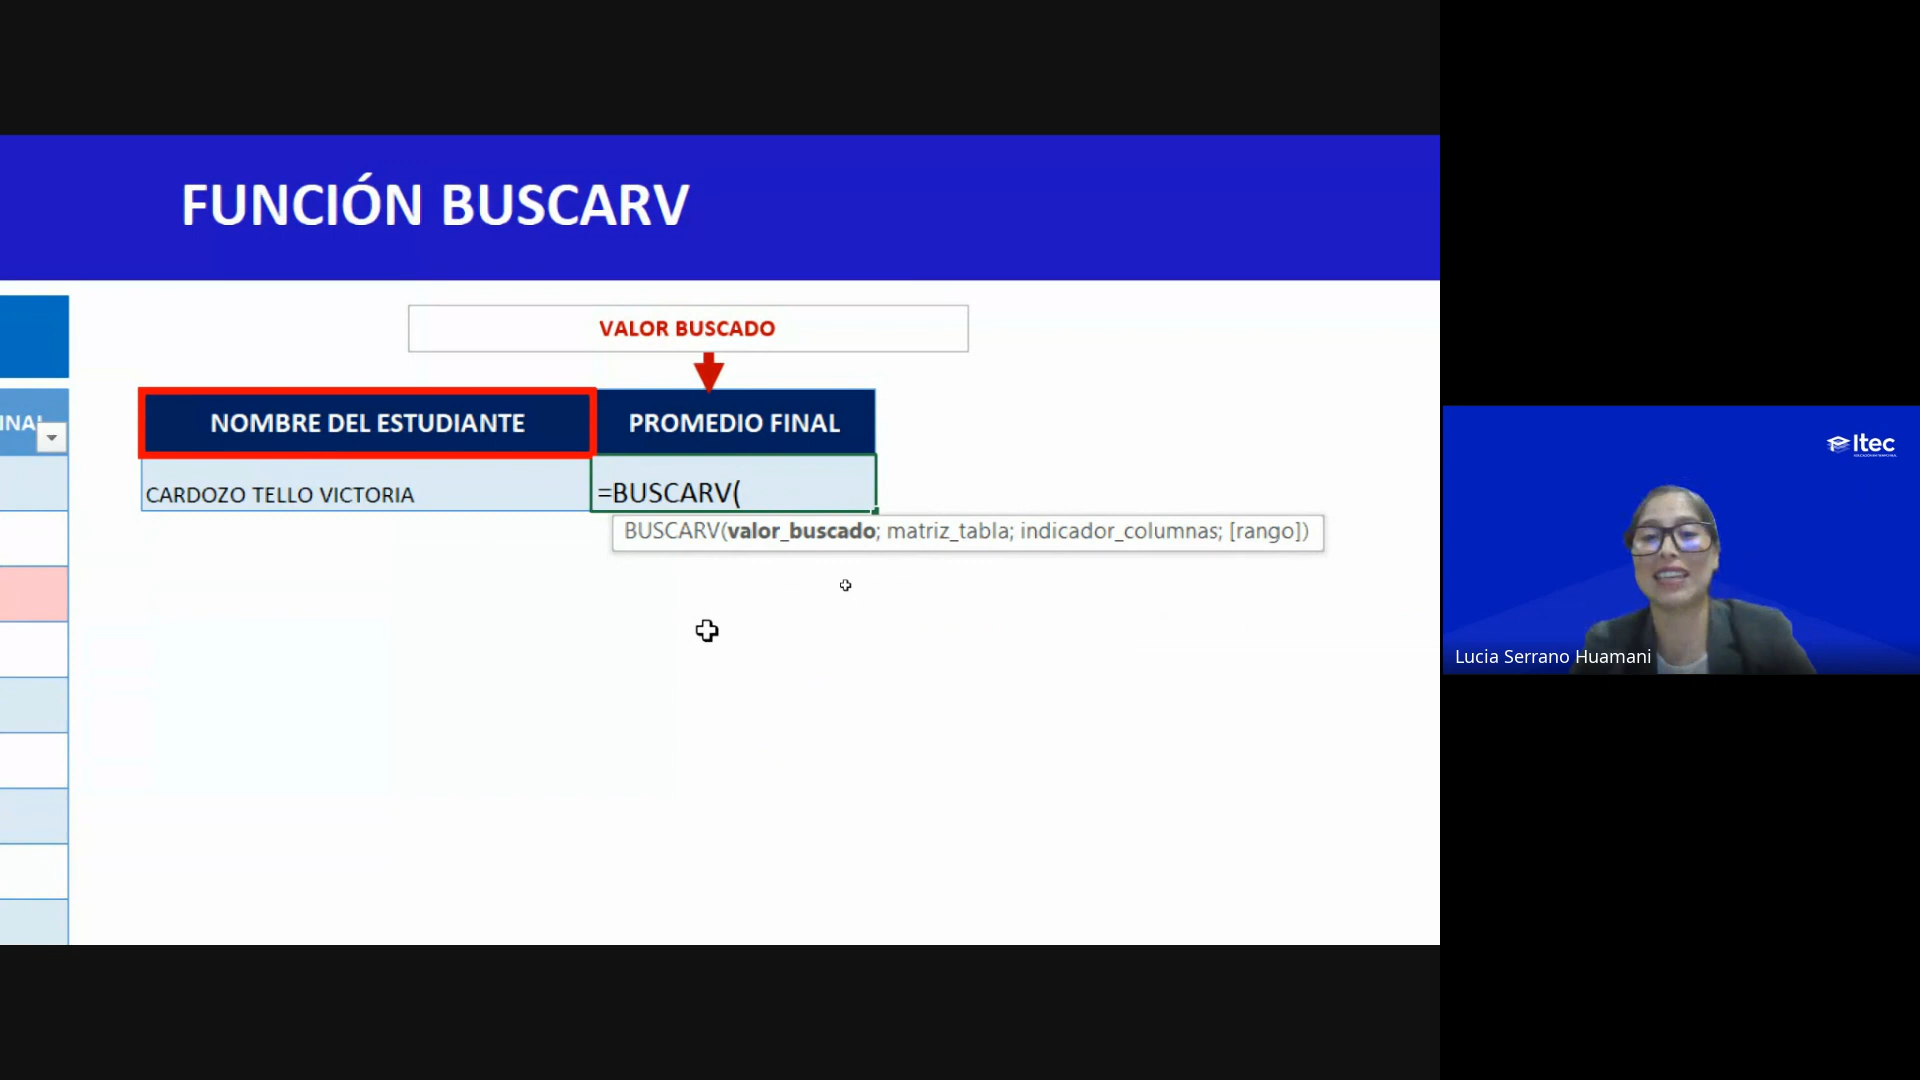 FUNCIÓN BUSCARV
VALOR BUSCADO
NOMBRE DEL ESTUDIANTE
PROMEDIO FINAL
CARDOZO TELLO VICTORIA
=BUSCARV(
BUSCARV(valor_buscado; matriz_tabla; indicador_columnas; [rango])
Itec
Lucia Serrano Huamani